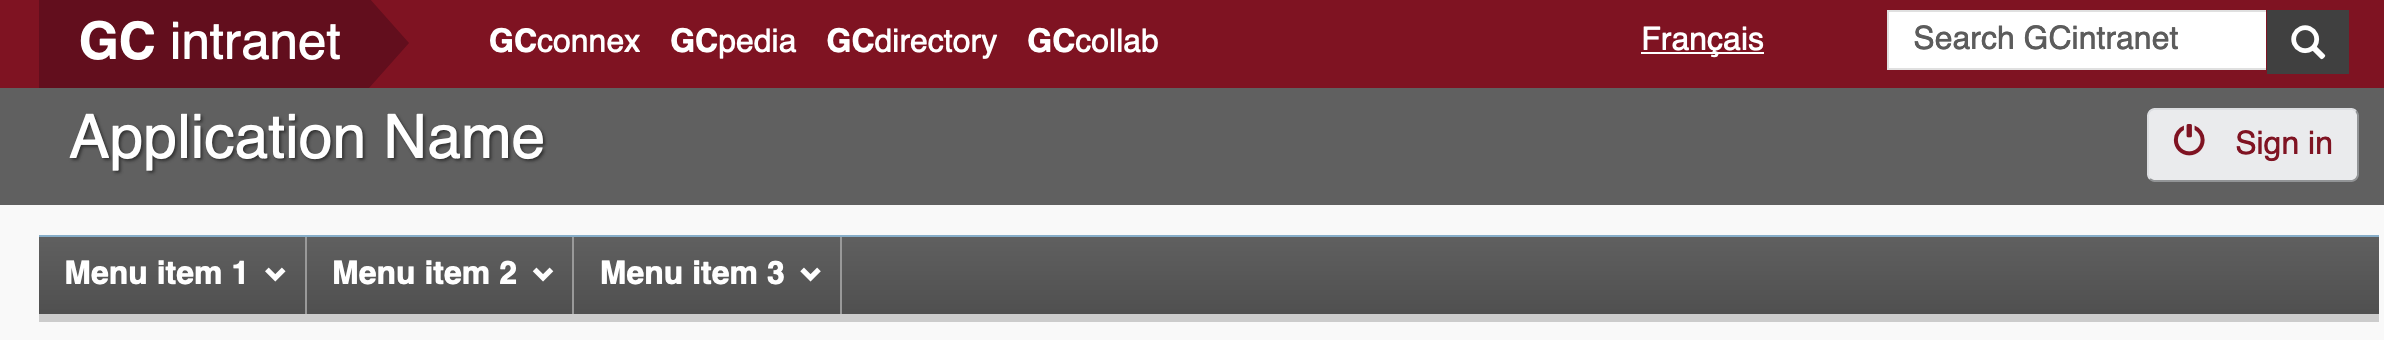 GC intranet GCconnex GCpedia GCdirectory GCcollab Français Search GCintranet
Application Name Sign in
Menu item 1 Menu item 2 Menu item 3